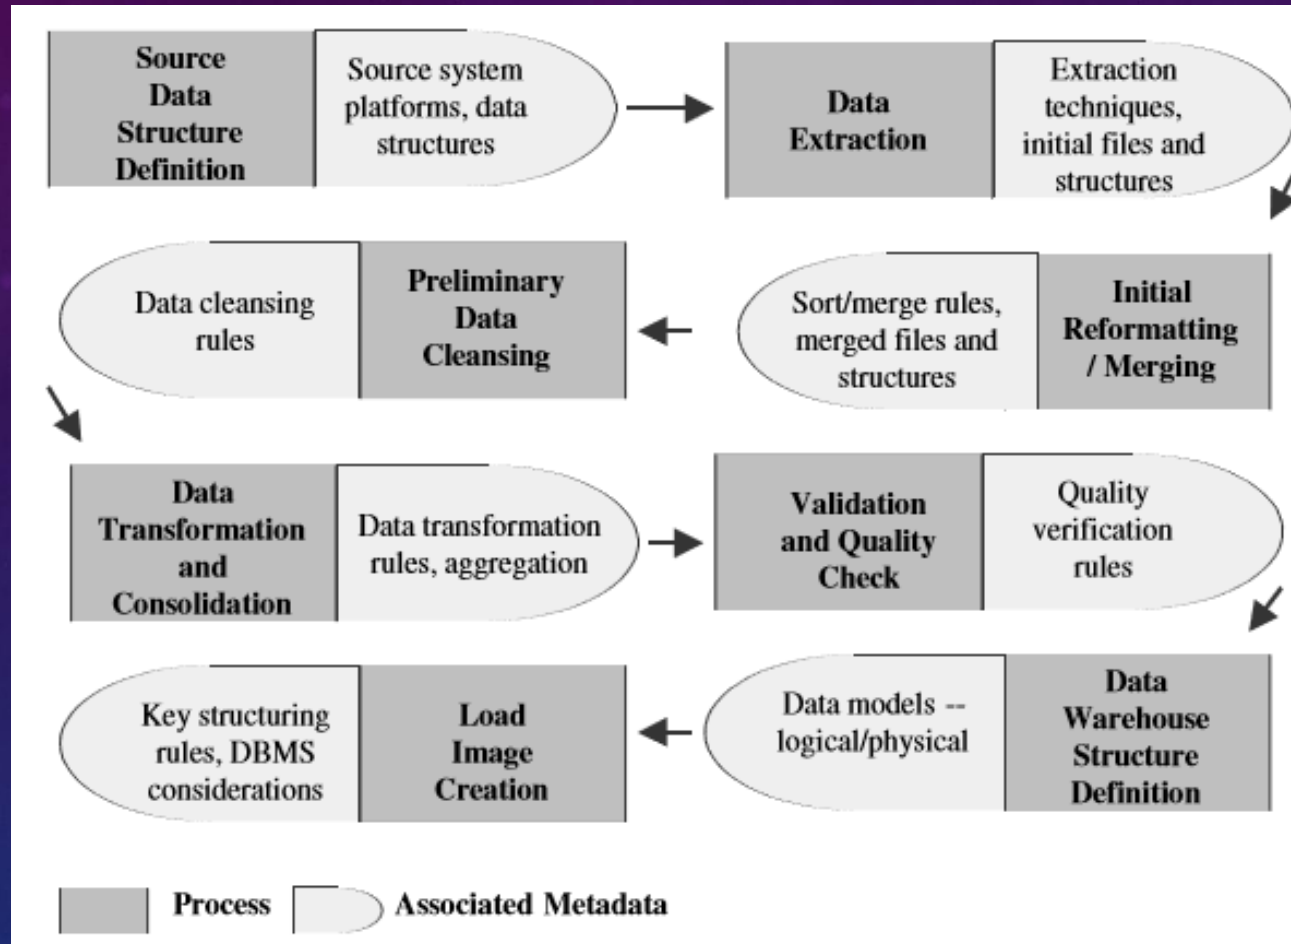 Source
Data
Structure
Definition
Source system
platforms, data
structures
Data
Extraction
Extraction
techniques,
initial files and
structures
Initial
Reformatting
/ Merging
Sort/merge rules,
merged files and
structures
Preliminary
Data
Cleansing
Data cleansing
rules
Data
Transformation
and
Consolidation
Data transformation
rules, aggregation
Validation
and Quality
Check
Quality
verification
rules
Data
Warehouse
Structure
Definition
Data models --
logical/physical
Load
Image
Creation
Key structuring
rules, DBMS
considerations
Process
Associated Metadata